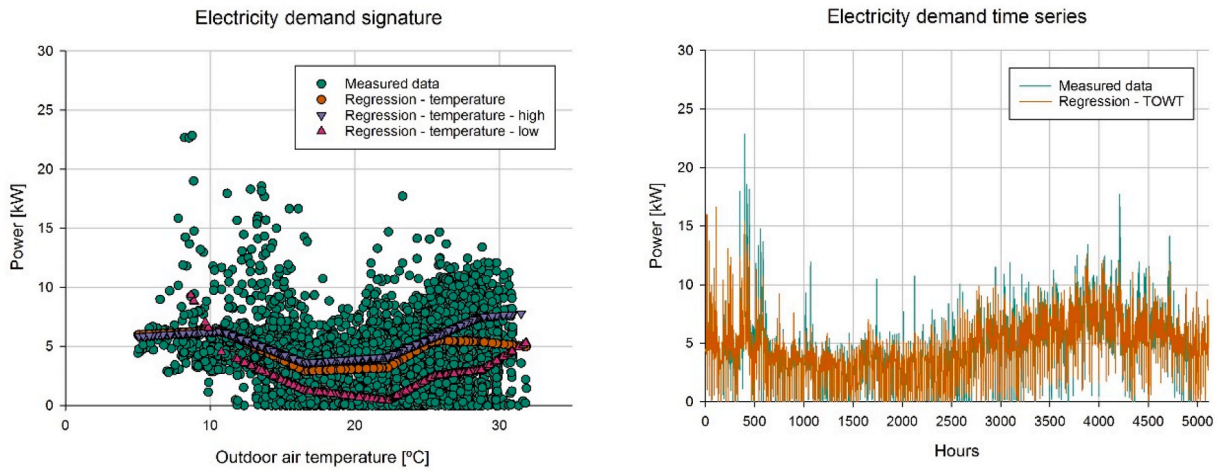 Electricity demand signature
30
25
20
15
10
5
0
Power [kW]
Measured data
Regression - temperature
Regression - temperature - high
Regression - temperature - low
0
10
20
30
Outdoor air temperature [ºC]
Electricity demand time series
30
25
20
15
10
5
0
Power [kW]
Measured data
Regression - TOWT
0
500
1000
1500
2000
2500
3000
3500
4000
4500
5000
Hours